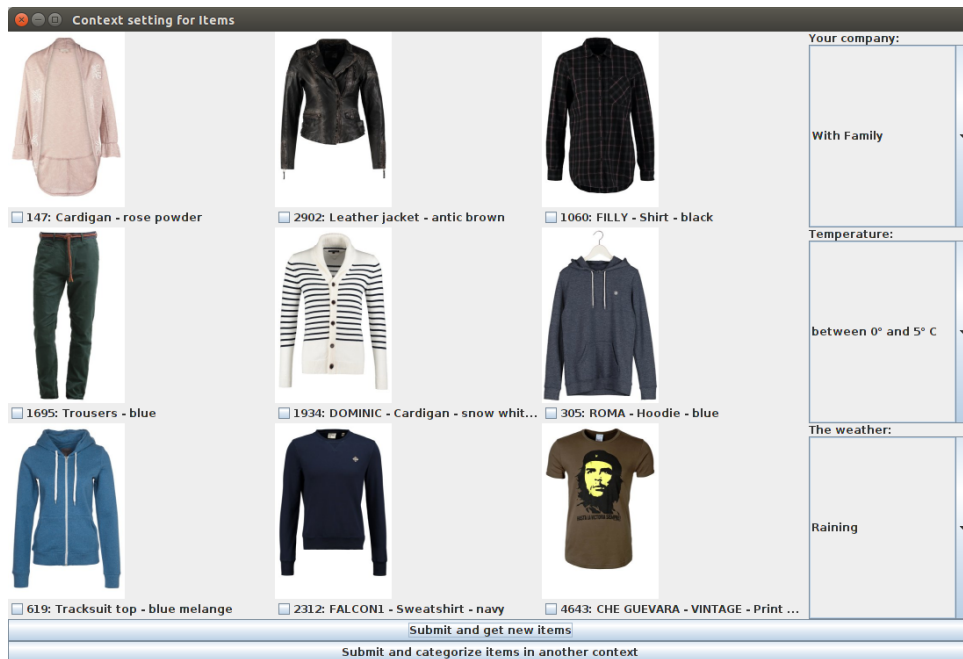 Context setting for Items
Your company:
With Family
147: Cardigan - rose powder
2902: Leather jacket - antic brown
1060: FILLY - Shirt - black
Temperature:
between 0° and 5° C
1695: Trousers - blue
1934: DOMINIC - Cardigan - snow whit...
305: ROMA - Hoodie - blue
The weather:
Raining
619: Tracksuit top - blue melange
2312: FALCON1 - Sweatshirt - navy
4643: CHE GUEVARA - VINTAGE - Print ...
Submit and get new items
Submit and categorize items in another context